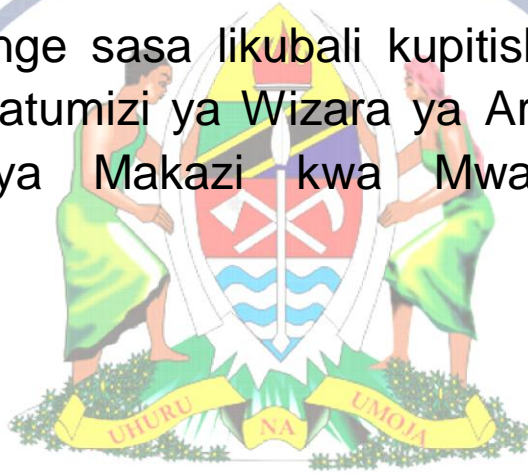 nge sasa likubali kupitish
atumizi ya Wizara ya Ar
ya Makazi kwa Mwa
UHURU NA UMOJA